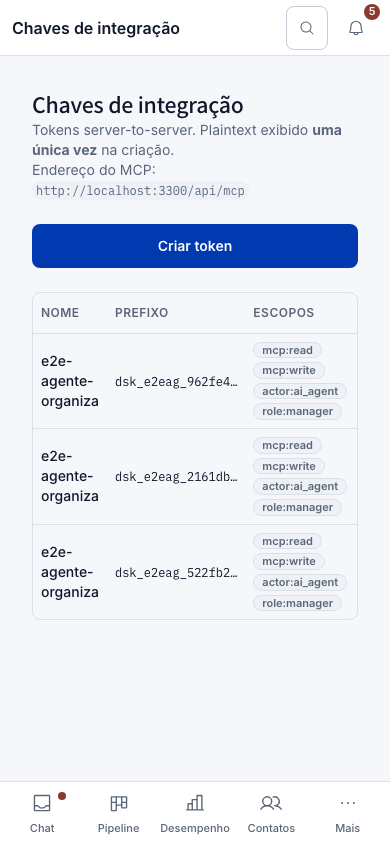 Chaves de integração
5
Chaves de integração
Tokens server-to-server. Plaintext exibido uma
única vez na criação.
Endereço do MCP:
http://localhost:3300/api/mcp
Criar token
NOME PREFIXO ESCOPOS
e2e-
agente-
organiza
dsk_e2eag_962fe4…
mcp:read
mcp:write
actor:ai_agent
role:manager
e2e-
agente-
organiza
dsk_e2eag_2161db…
mcp:read
mcp:write
actor:ai_agent
role:manager
e2e-
agente-
organiza
dsk_e2eag_522fb2…
mcp:read
mcp:write
actor:ai_agent
role:manager
Chat Pipeline Desempenho Contatos Mais